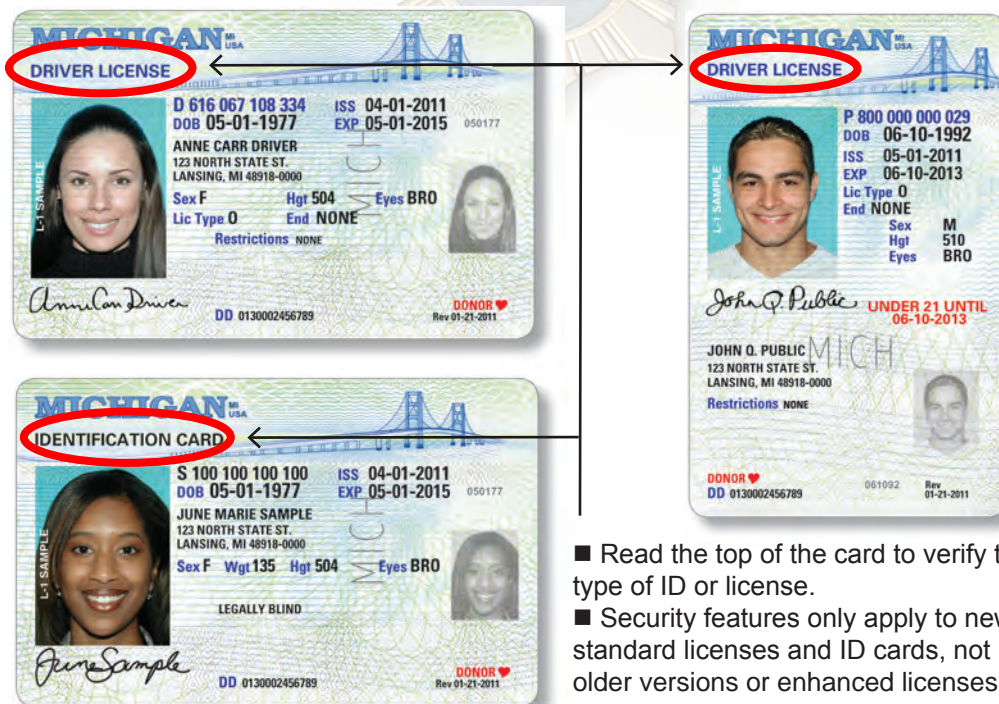 MICHIGAN MI USA
DRIVER LICENSE
D 616 067 108 334 ISS 04-01-2011
DOB 05-01-1977 EXP 05-01-2015 050177
ANNE CARR DRIVER
123 NORTH STATE ST.
LANSING, MI 48918-0000
Sex F Hgt 504 Eyes BRO
Lic Type O End NONE
Restrictions NONE
MICH
L-1 SAMPLE
Anne Carr Driver
DONOR
DD 0130002456789 Rev 01-21-2011
MICHIGAN MI USA
DRIVER LICENSE
P 800 000 000 029
DOB 06-10-1992
ISS 05-01-2011
EXP 06-10-2013
Lic Type O
End NONE
Sex M
Hgt 510
Eyes BRO
L-1 SAMPLE
John Q. Public
UNDER 21 UNTIL
06-10-2013
JOHN Q. PUBLIC MICH
123 NORTH STATE ST.
LANSING, MI 48918-0000
Restrictions NONE
DONOR
DD 0130002456789 061092 Rev
01-21-2011
MICHIGAN MI USA
IDENTIFICATION CARD
S 100 100 100 100 ISS 04-01-2011
DOB 05-01-1977 EXP 05-01-2015 050177
JUNE MARIE SAMPLE
123 NORTH STATE ST.
LANSING, MI 48918-0000
Sex F Wgt 135 Hgt 504 Eyes BRO
LEGALLY BLIND
MICH
L-1 SAMPLE
June Sample
DONOR
DD 0130002456789 Rev 01-21-2011
■ Read the top of the card to verify t
type of ID or license.
■ Security features only apply to new
standard licenses and ID cards, not
older versions or enhanced licenses